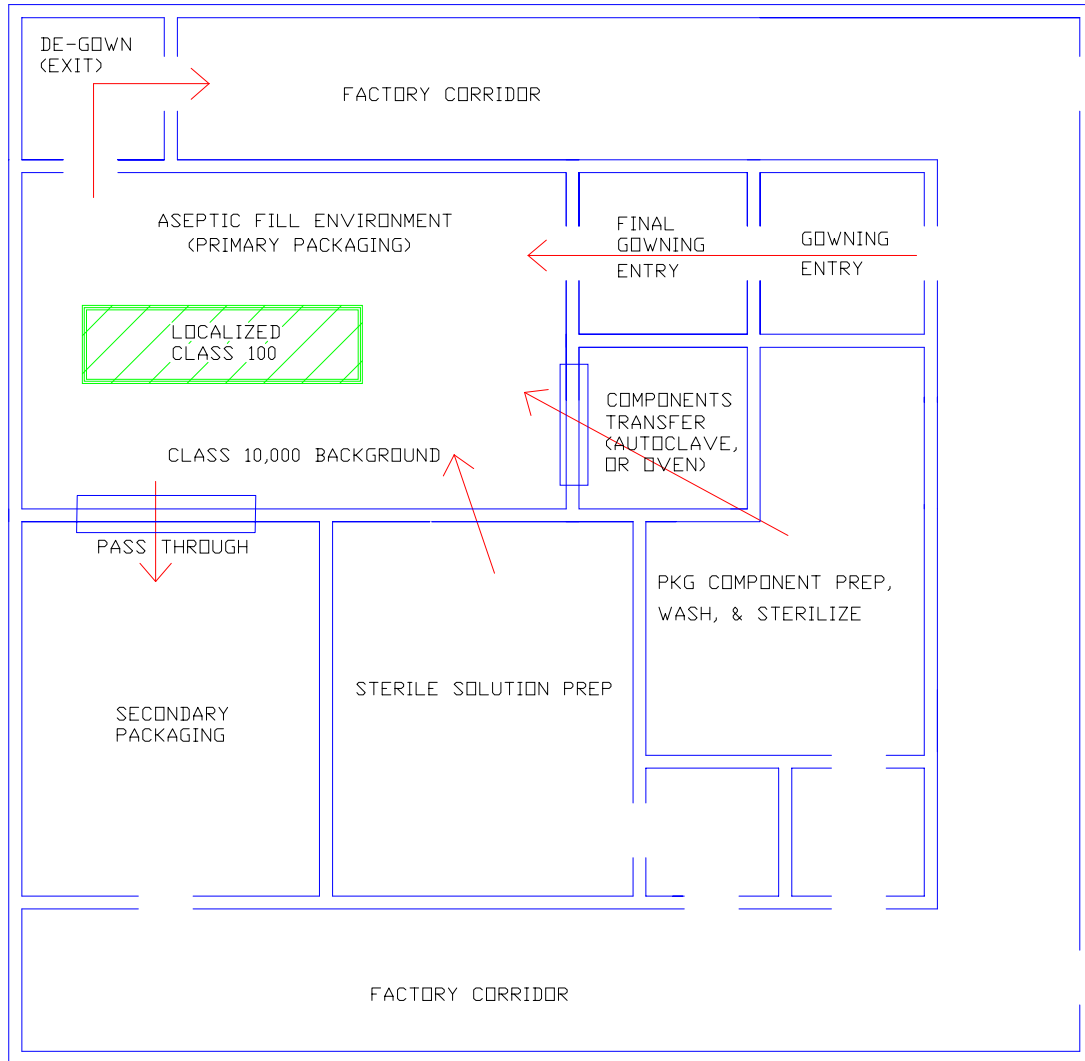 DE-GOWN
(EXIT)
FACTORY CORRIDOR
ASEPTIC FILL ENVIRONMENT
(PRIMARY PACKAGING)
FINAL
GOWNING
ENTRY
GOWNING
ENTRY
LOCALIZED
CLASS 100
COMPONENTS
TRANSFER
(AUTOCLAVE,
OR OVEN)
CLASS 10,000 BACKGROUND
PASS THROUGH
PKG COMPONENT PREP,
WASH, & STERILIZE
STERILE SOLUTION PREP
SECONDARY
PACKAGING
FACTORY CORRIDOR